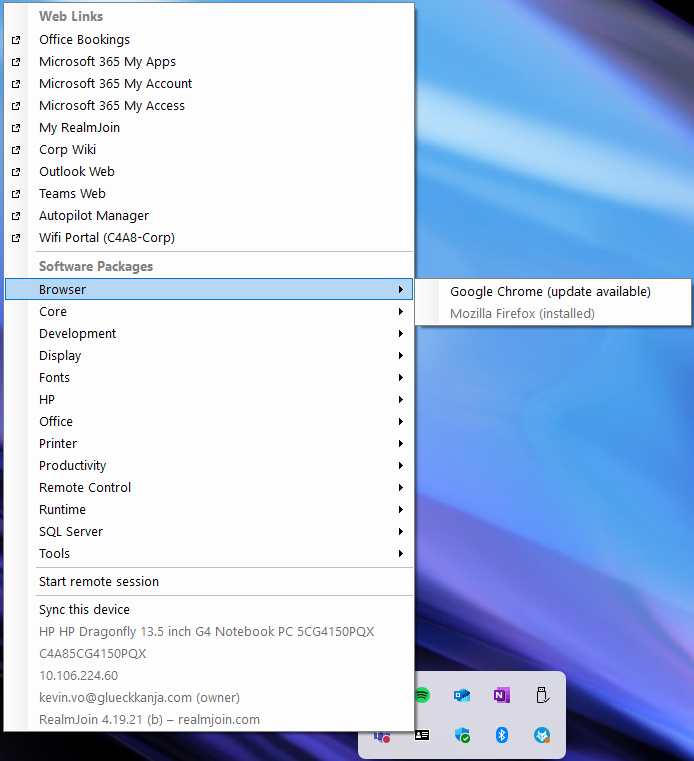 Web Links
Office Bookings
Microsoft 365 My Apps
Microsoft 365 My Account
Microsoft 365 My Access
My RealmJoin
Corp Wiki
Outlook Web
Teams Web
Autopilot Manager
Wifi Portal (C4A8-Corp)
Software Packages
Browser
Google Chrome (update available)
Mozilla Firefox (installed)
Core
Development
Display
Fonts
HP
Office
Printer
Productivity
Remote Control
Runtime
SQL Server
Tools
Start remote session
Sync this device
HP HP Dragonfly 13.5 inch G4 Notebook PC 5CG4150PQX
C4A85CG4150PQX
10.106.224.60
kevin.vo@glueckkanja.com (owner)
RealmJoin 4.19.21 (b) – realmjoin.com